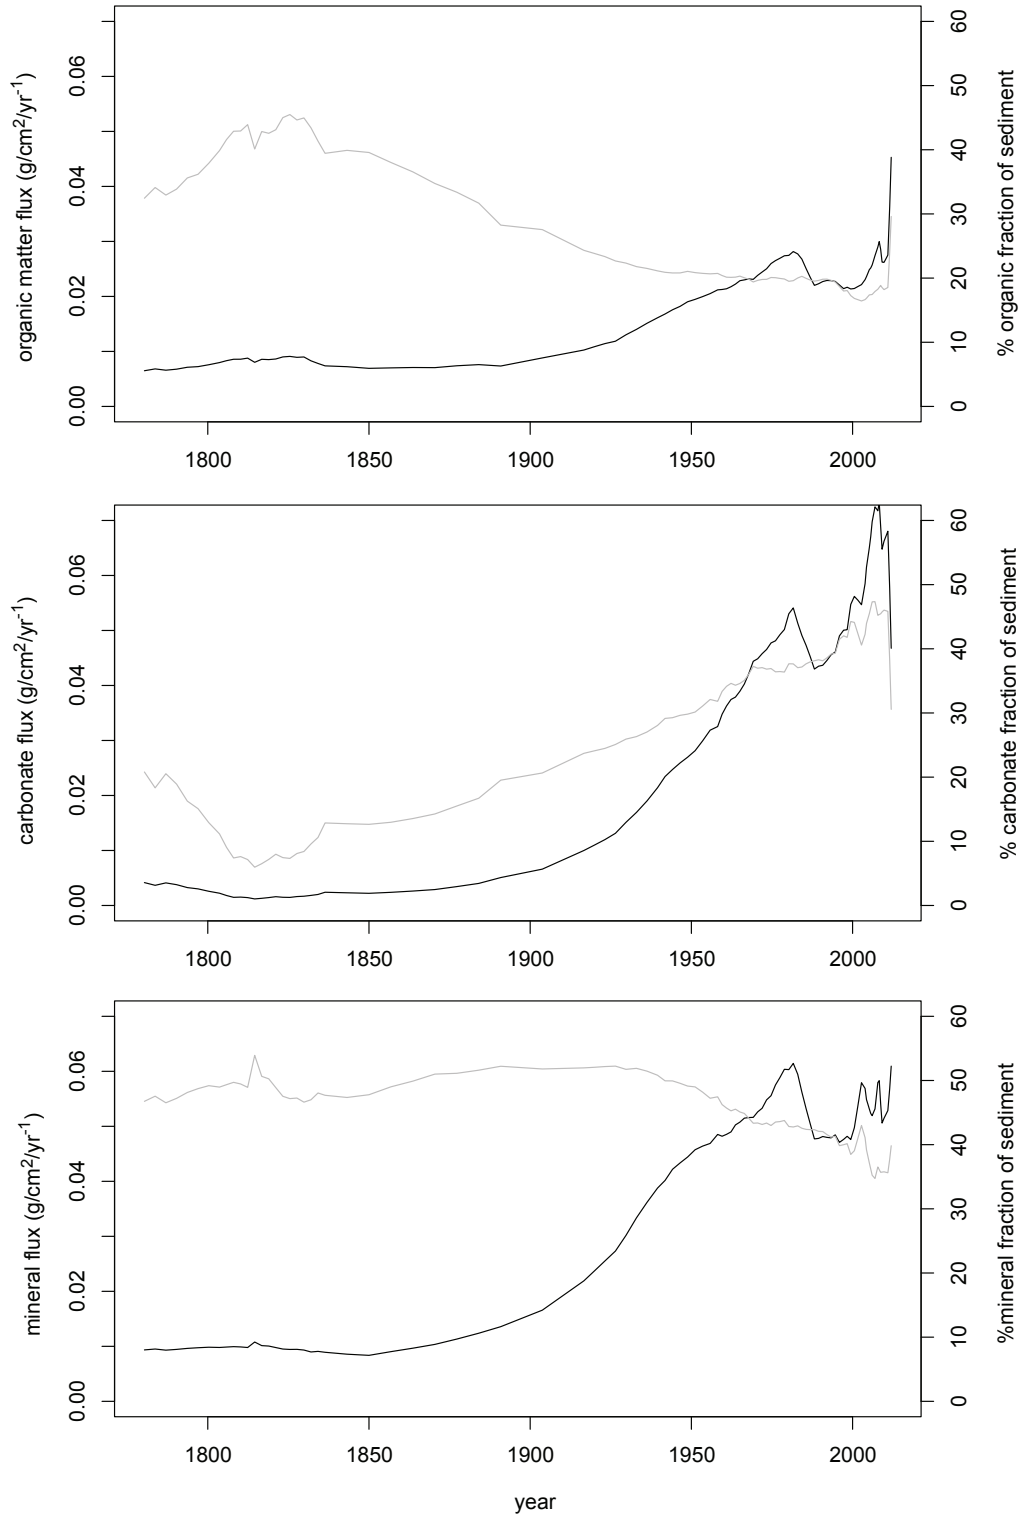 organic matter flux (g/cm²/yr⁻¹)
0.00 0.02 0.04 0.06
% organic fraction of sediment
0 10 20 30 40 50 60
1800 1850 1900 1950 2000
carbonate flux (g/cm²/yr⁻¹)
0.00 0.02 0.04 0.06
% carbonate fraction of sediment
0 10 20 30 40 50 60
1800 1850 1900 1950 2000
mineral flux (g/cm²/yr⁻¹)
0.00 0.02 0.04 0.06
%mineral fraction of sediment
0 10 20 30 40 50 60
1800 1850 1900 1950 2000
year